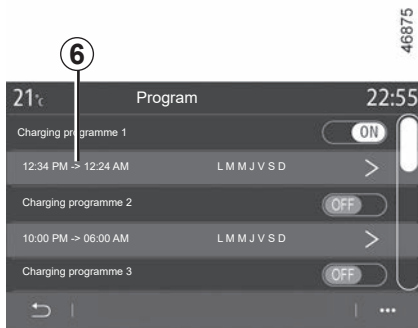 46875
6
21°c Program 22:55
Charging programme 1 ON
12:34 PM -> 12:24 AM L M M J V S D >
Charging programme 2 OFF
10:00 PM -> 06:00 AM L M M J V S D >
Charging programme 3 OFF